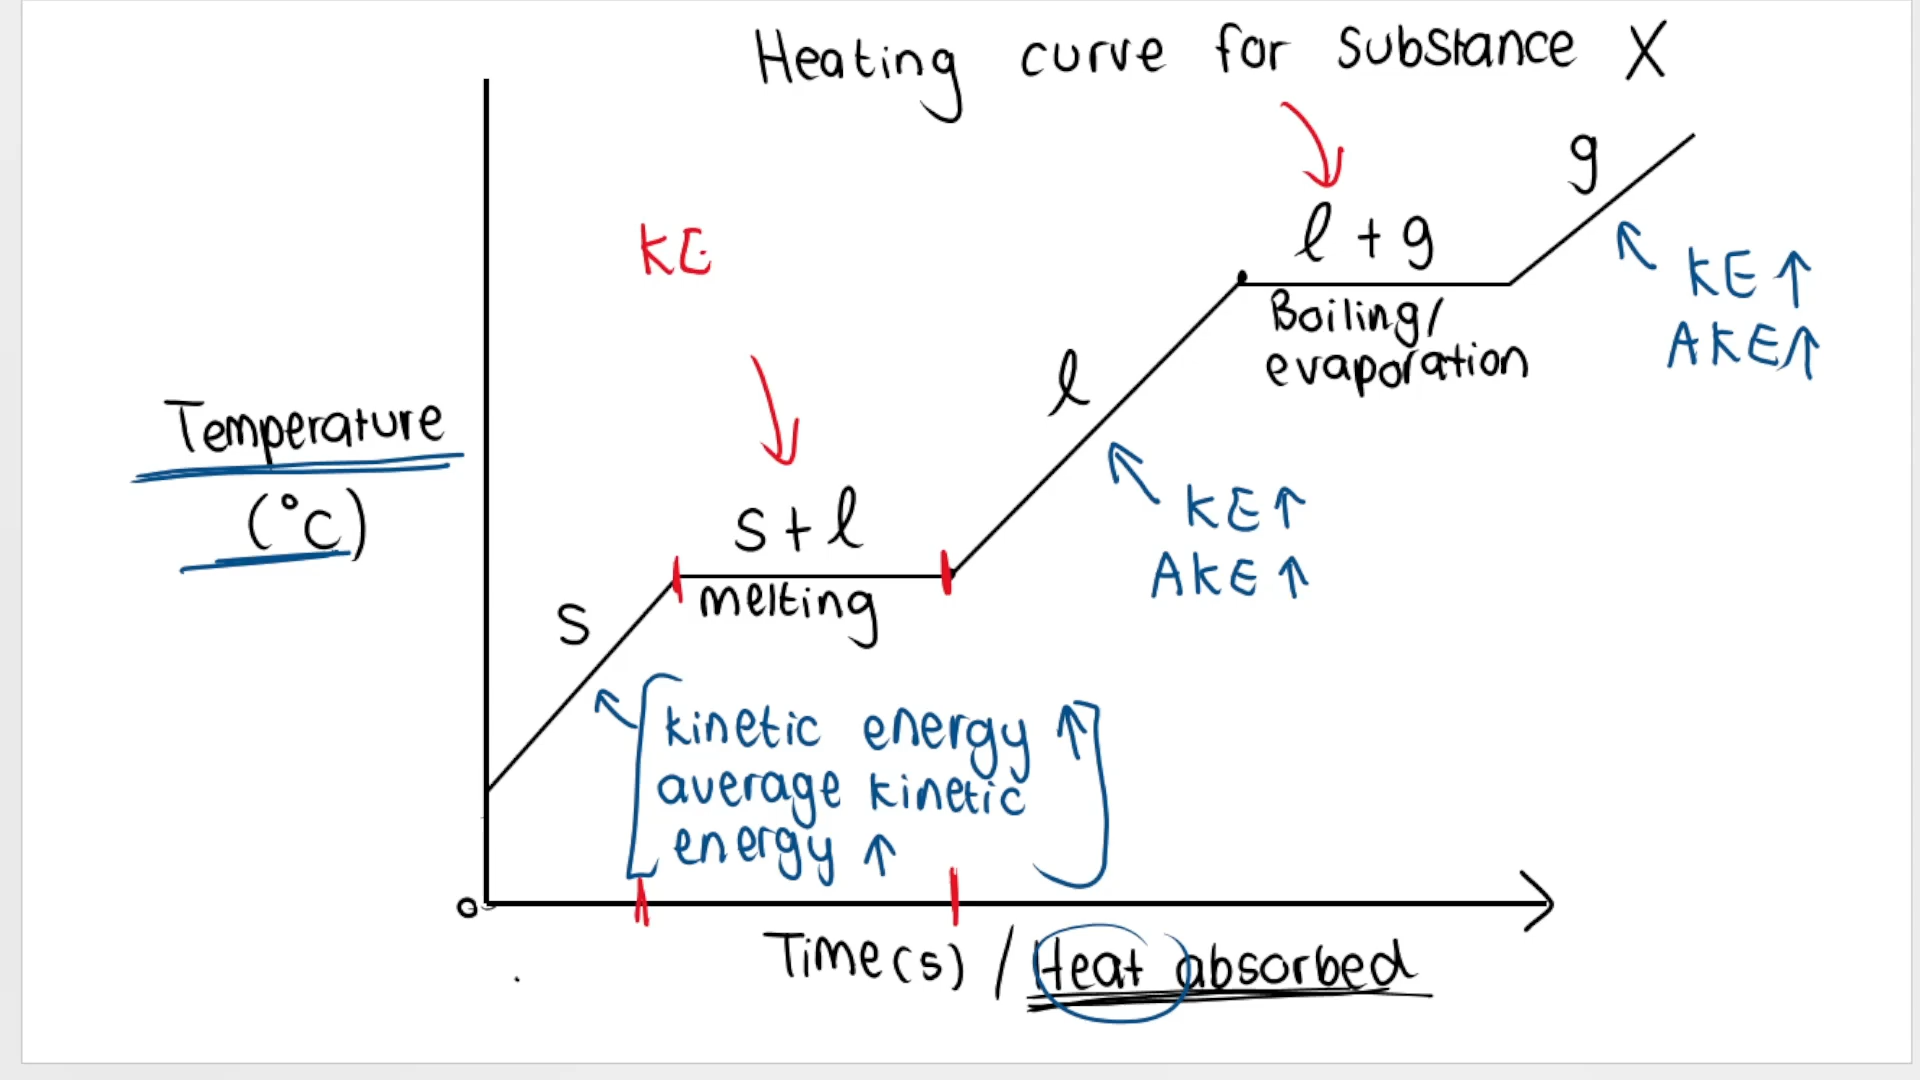 Heating curve for substance X
g
l + g
KE
KE ↑
Boiling/
AKE ↑
evaporation
l
Temperature
(°C)
s + l
KE ↑
AKE ↑
melting
s
kinetic energy ↑
average kinetic
energy ↑
0
Time(s) / Heat absorbed